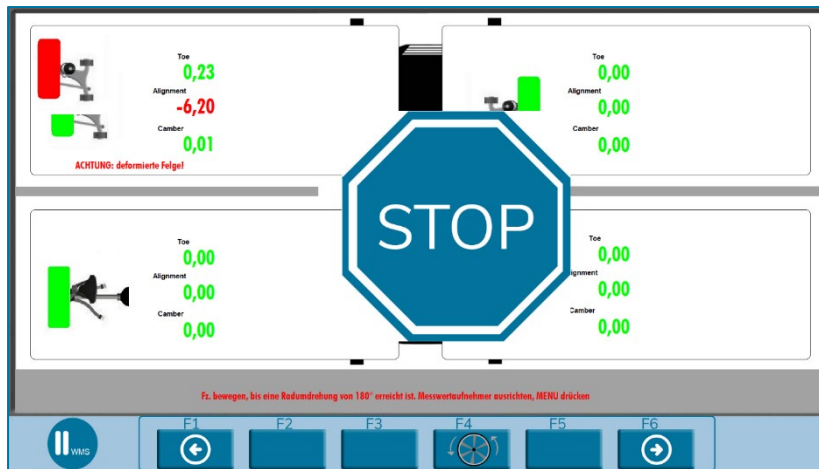 Toe
0,23
Alignment
-6,20
Camber
0,01
ACHTUNG: deformierte Felge!
Toe
0,00
Alignment
0,00
Camber
0,00
STOP
Toe
0,00
Alignment
0,00
Camber
0,00
Toe
0,00
ignment
0,00
Camber
0,00
Fz. bewegen, bis eine Radumdrehung von 180° erreicht ist. Messwertaufnehmer ausrichten, MENU drücken
WMS
F1 F2 F3 F4 F5 F6